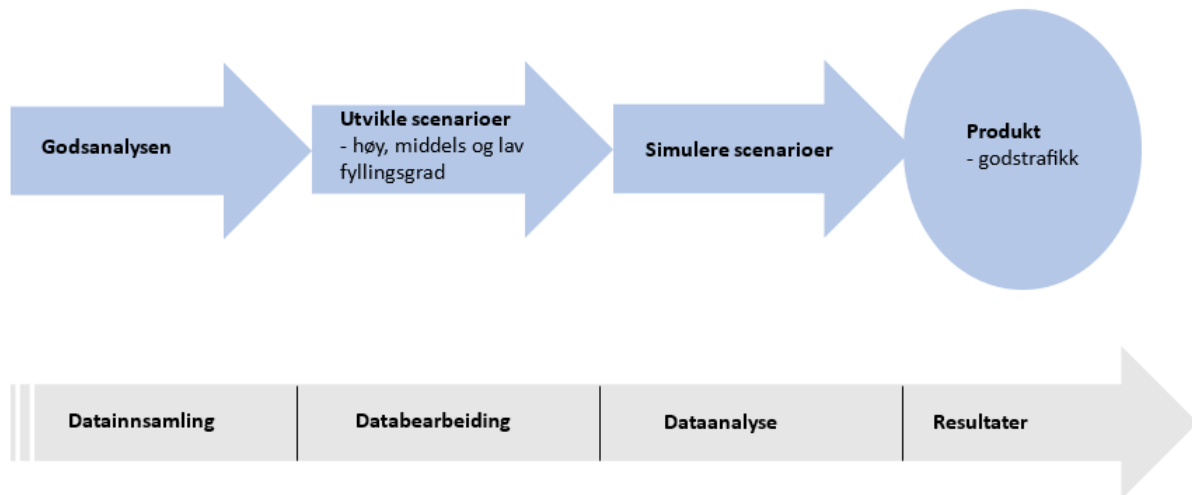 Godsanalysen
Utvikle scenarioer
- høy, middels og lav
fyllingsgrad
Simulere scenarioer
Produkt
- godstrafikk
Datainnsamling
Databearbeiding
Dataanalyse
Resultater